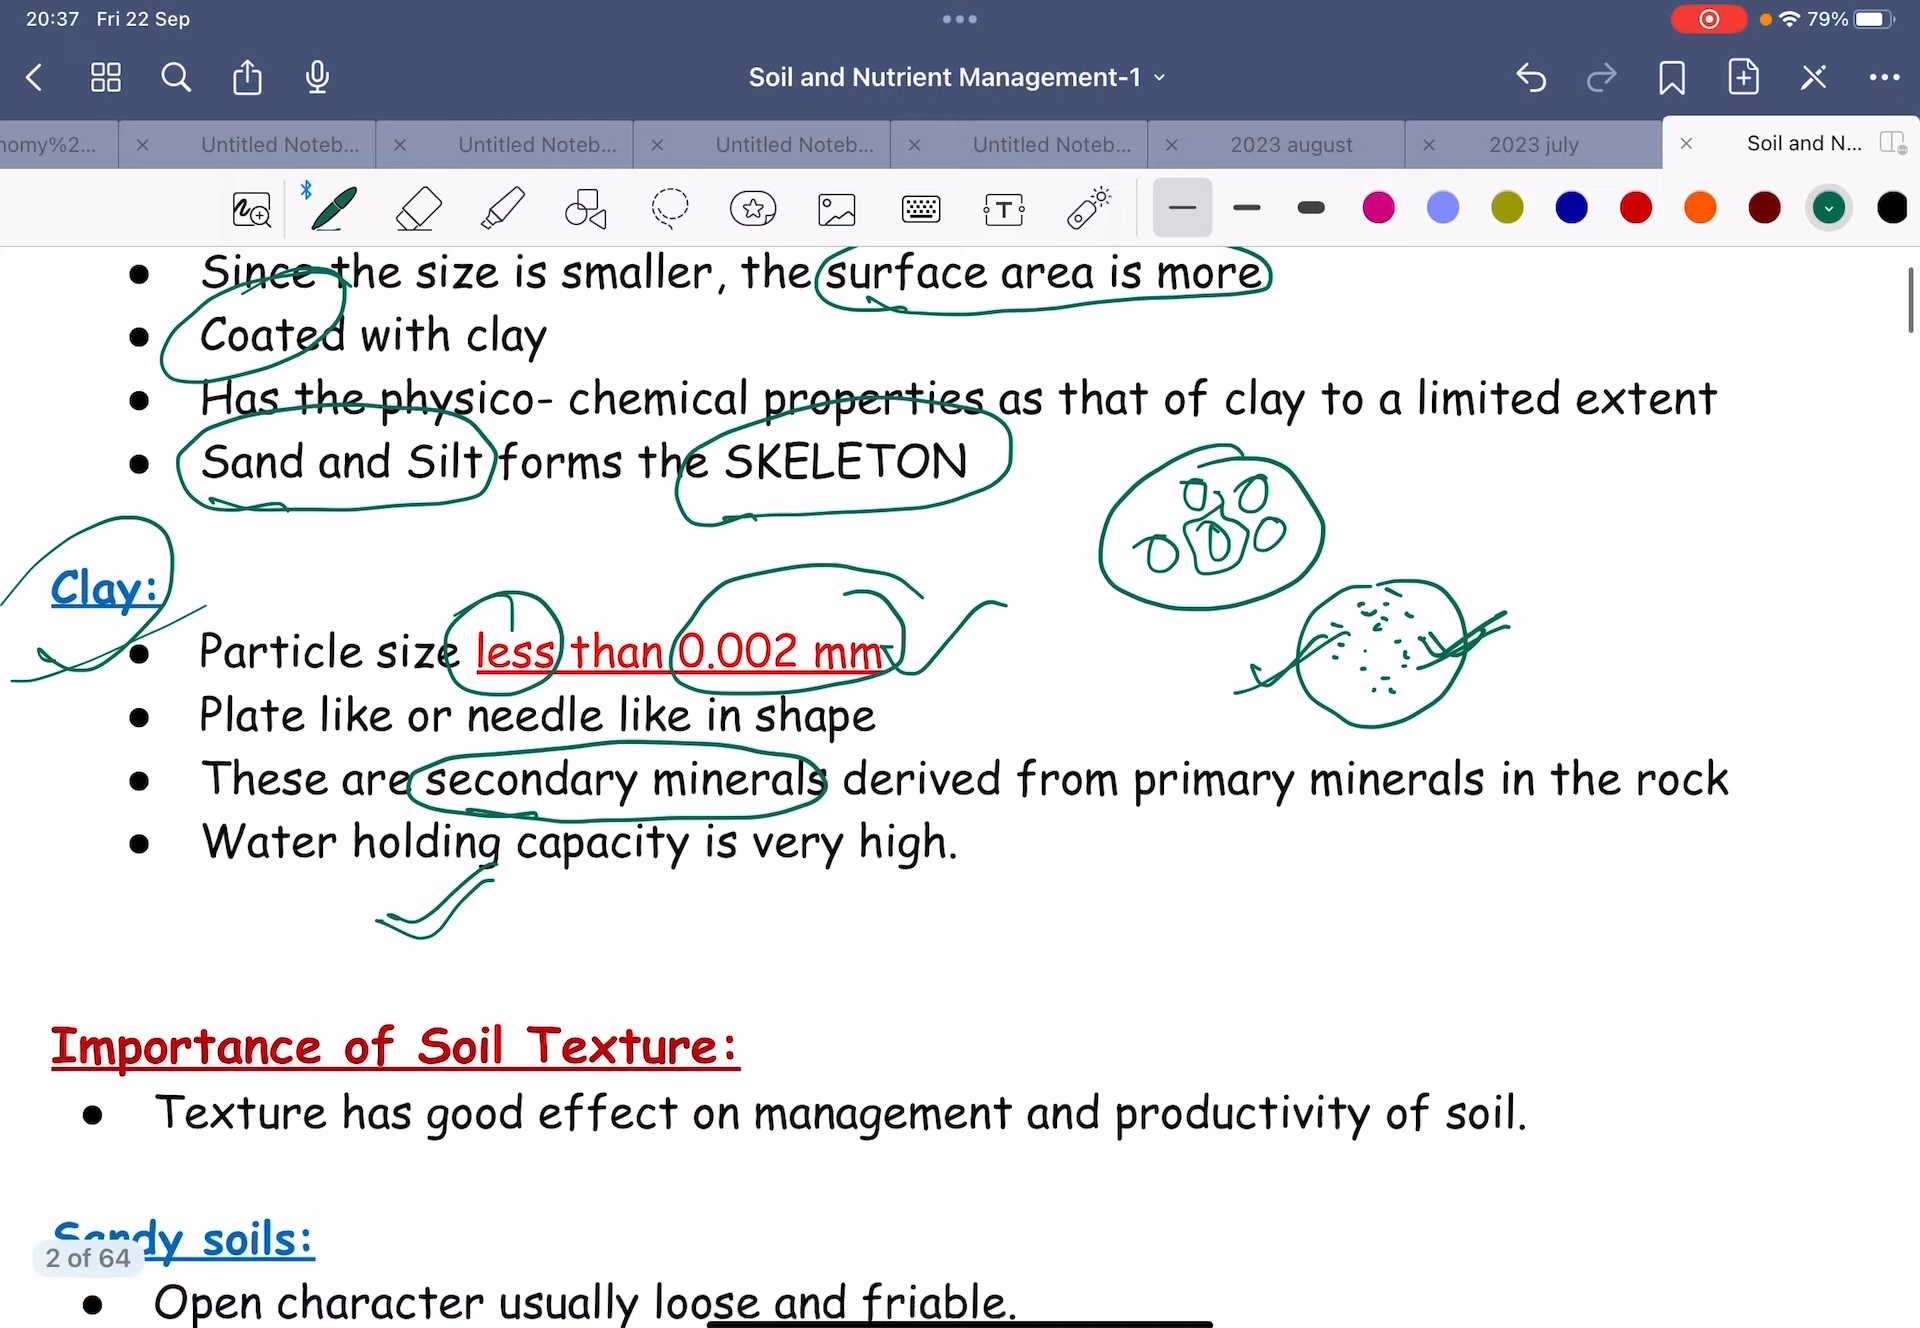 20:37 Fri 22 Sep
79%
Soil and Nutrient Management-1
nomy%2...
Untitled Noteb...
Untitled Noteb...
Untitled Noteb...
Untitled Noteb...
2023 august
2023 july
Soil and N...
T
• Since the size is smaller, the surface area is more
• Coated with clay
• Has the physico- chemical properties as that of clay to a limited extent
• Sand and Silt forms the SKELETON
Clay:
• Particle size less than 0.002 mm
• Plate like or needle like in shape
• These are secondary minerals derived from primary minerals in the rock
• Water holding capacity is very high.
Importance of Soil Texture:
• Texture has good effect on management and productivity of soil.
Sandy soils:
2 of 64
• Open character usually loose and friable.